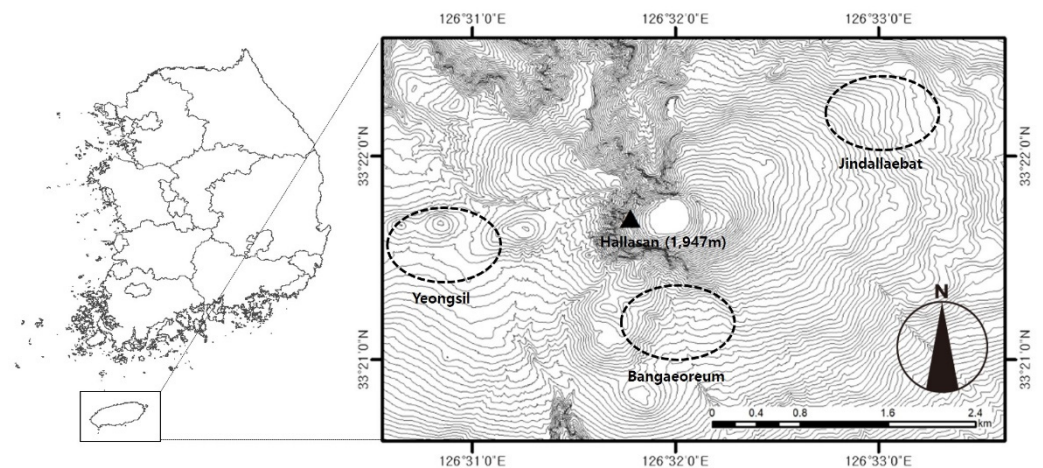 126°31'0"E 126°32'0"E 126°33'0"E
33°22'0"N
33°22'0"N
Jindallaebat
Hallasan (1,947m)
Yeongsil
N
Bangaeoreum
33°21'0"N
33°21'0"N
0 0.4 0.8 1.6 2.4
km
126°31'0"E 126°32'0"E 126°33'0"E